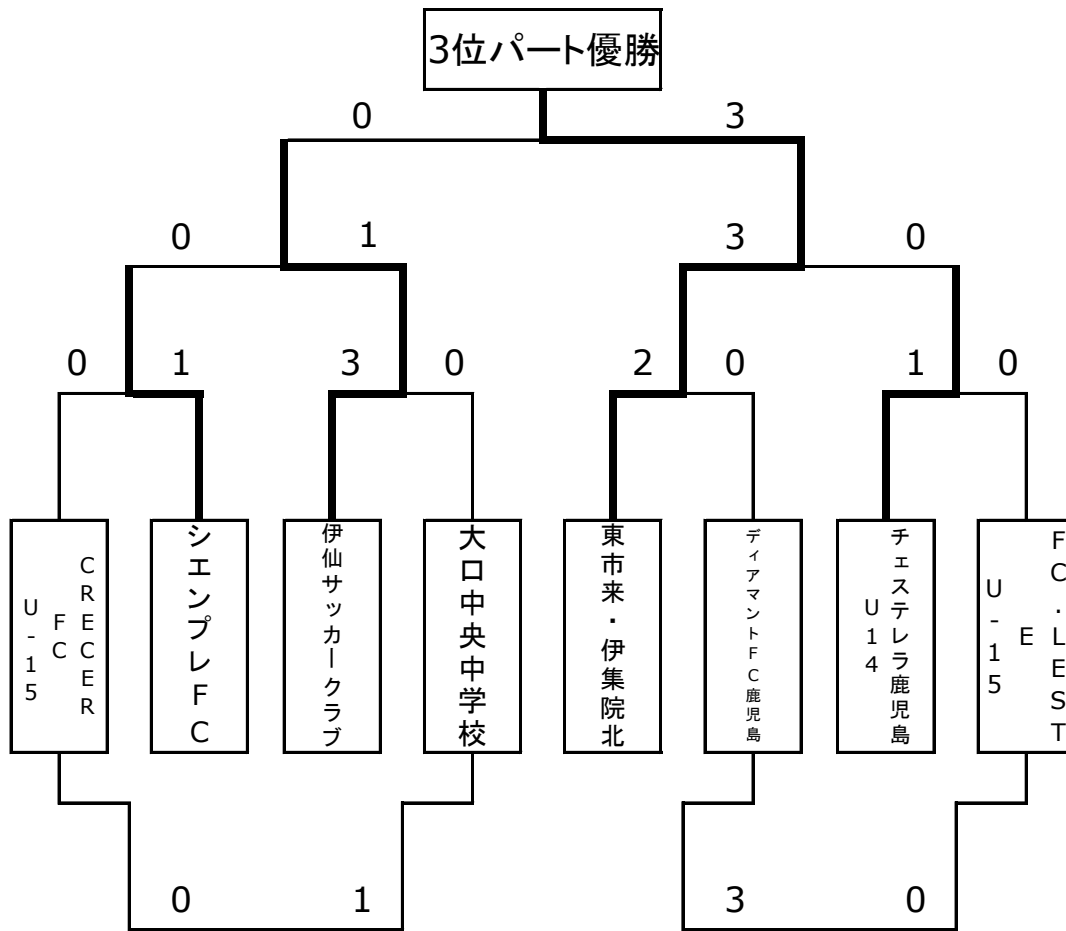 3位パート優勝
0 3
0 1 3 0
0 1 3 0 2 0 1 0
CRECER
FC
U-15
シエンプレFC
伊仙サッカークラブ
大口中央中学校
東市来・伊集院北
ディアマントFC鹿児島
チェステレラ鹿児島
U14
FC.LEST
E
U-15
0 1 3 0